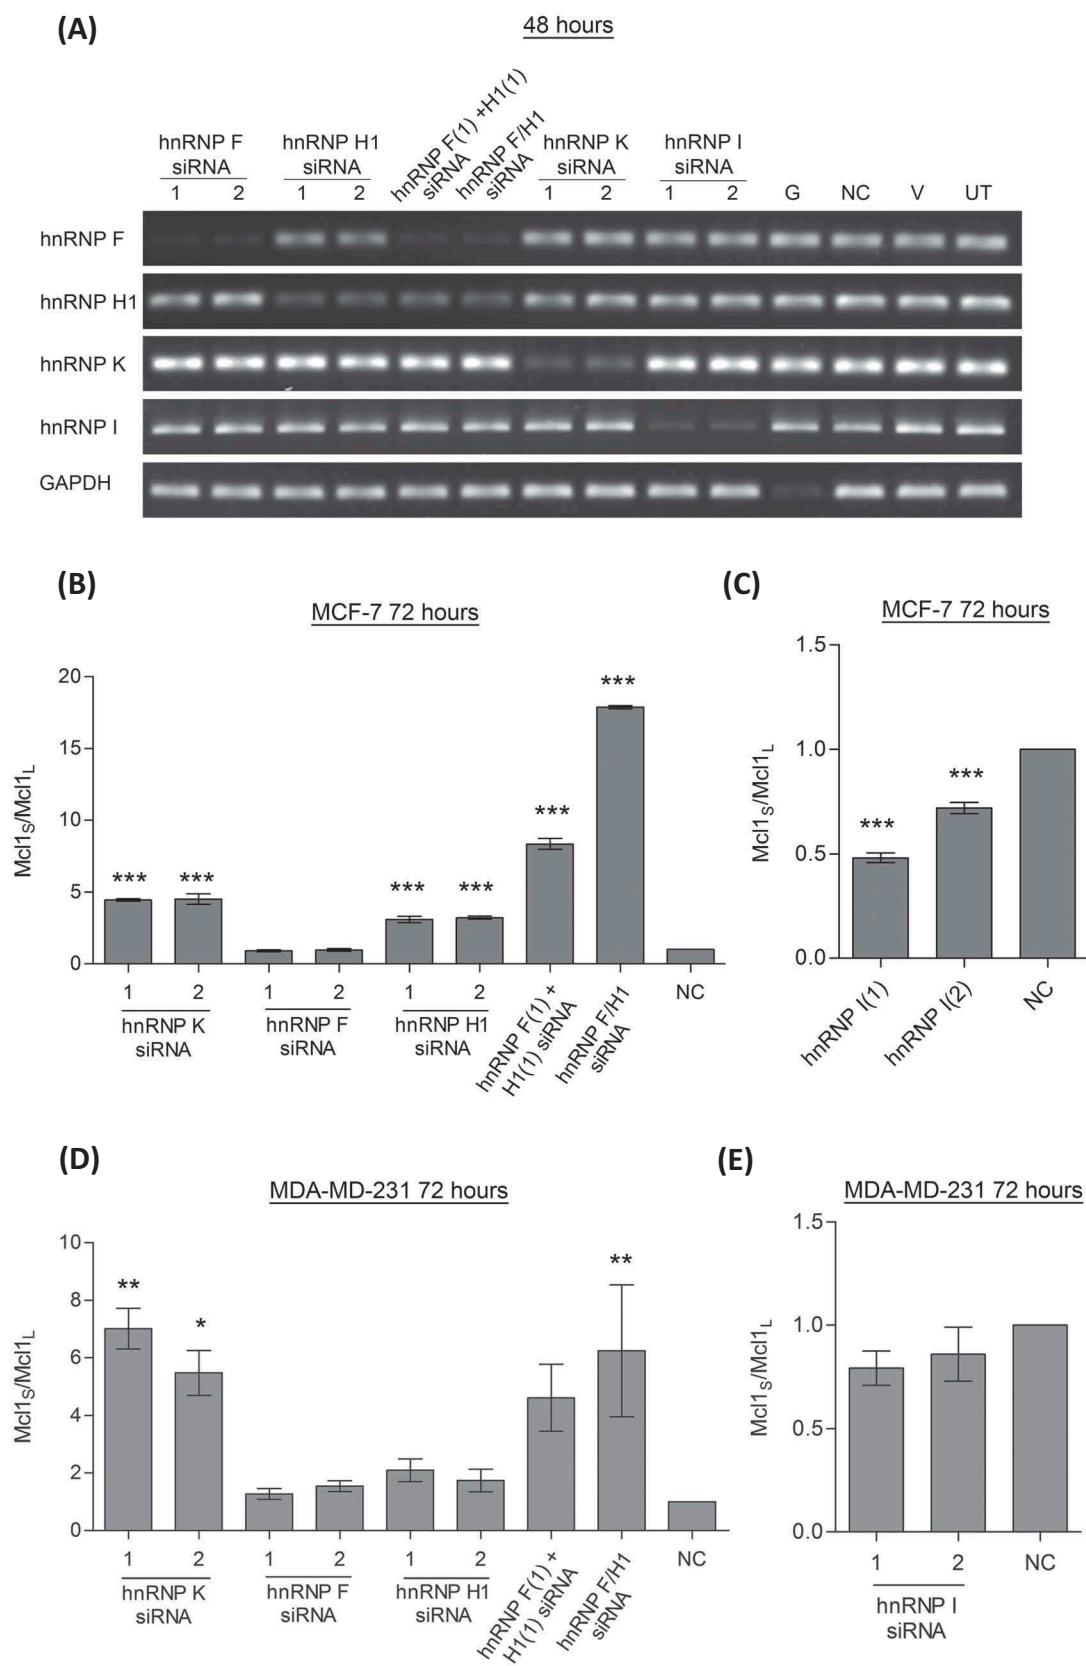 (A)
48 hours
hnRNP F
siRNA
hnRNP H1
siRNA
hnRNP F(1) +H1(1)
siRNA
hnRNP F/H1
siRNA
hnRNP K
siRNA
hnRNP I
siRNA
1 2 1 2 1 2 1 2 G NC V UT
hnRNP F
hnRNP H1
hnRNP K
hnRNP I
GAPDH
(B)
MCF-7 72 hours
Mcl1S/Mcl1L
20
15
10
5
0
*** *** *** *** *** ***
1 2 1 2 1 2 NC
hnRNP K
siRNA
hnRNP F
siRNA
hnRNP H1
siRNA
hnRNP F(1) +
H1(1) siRNA
hnRNP F/H1
siRNA
(C)
MCF-7 72 hours
Mcl1S/Mcl1L
1.5
1.0
0.5
0.0
*** ***
hnRNP I(1)
hnRNP I(2)
NC
(D)
MDA-MD-231 72 hours
Mcl1S/Mcl1L
10
8
6
4
2
0
** * **
1 2 1 2 1 2 NC
hnRNP K
siRNA
hnRNP F
siRNA
hnRNP H1
siRNA
hnRNP F(1) +
H1(1) siRNA
hnRNP F/H1
siRNA
(E)
MDA-MD-231 72 hours
Mcl1S/Mcl1L
1.5
1.0
0.5
0.0
1 2 NC
hnRNP I
siRNA